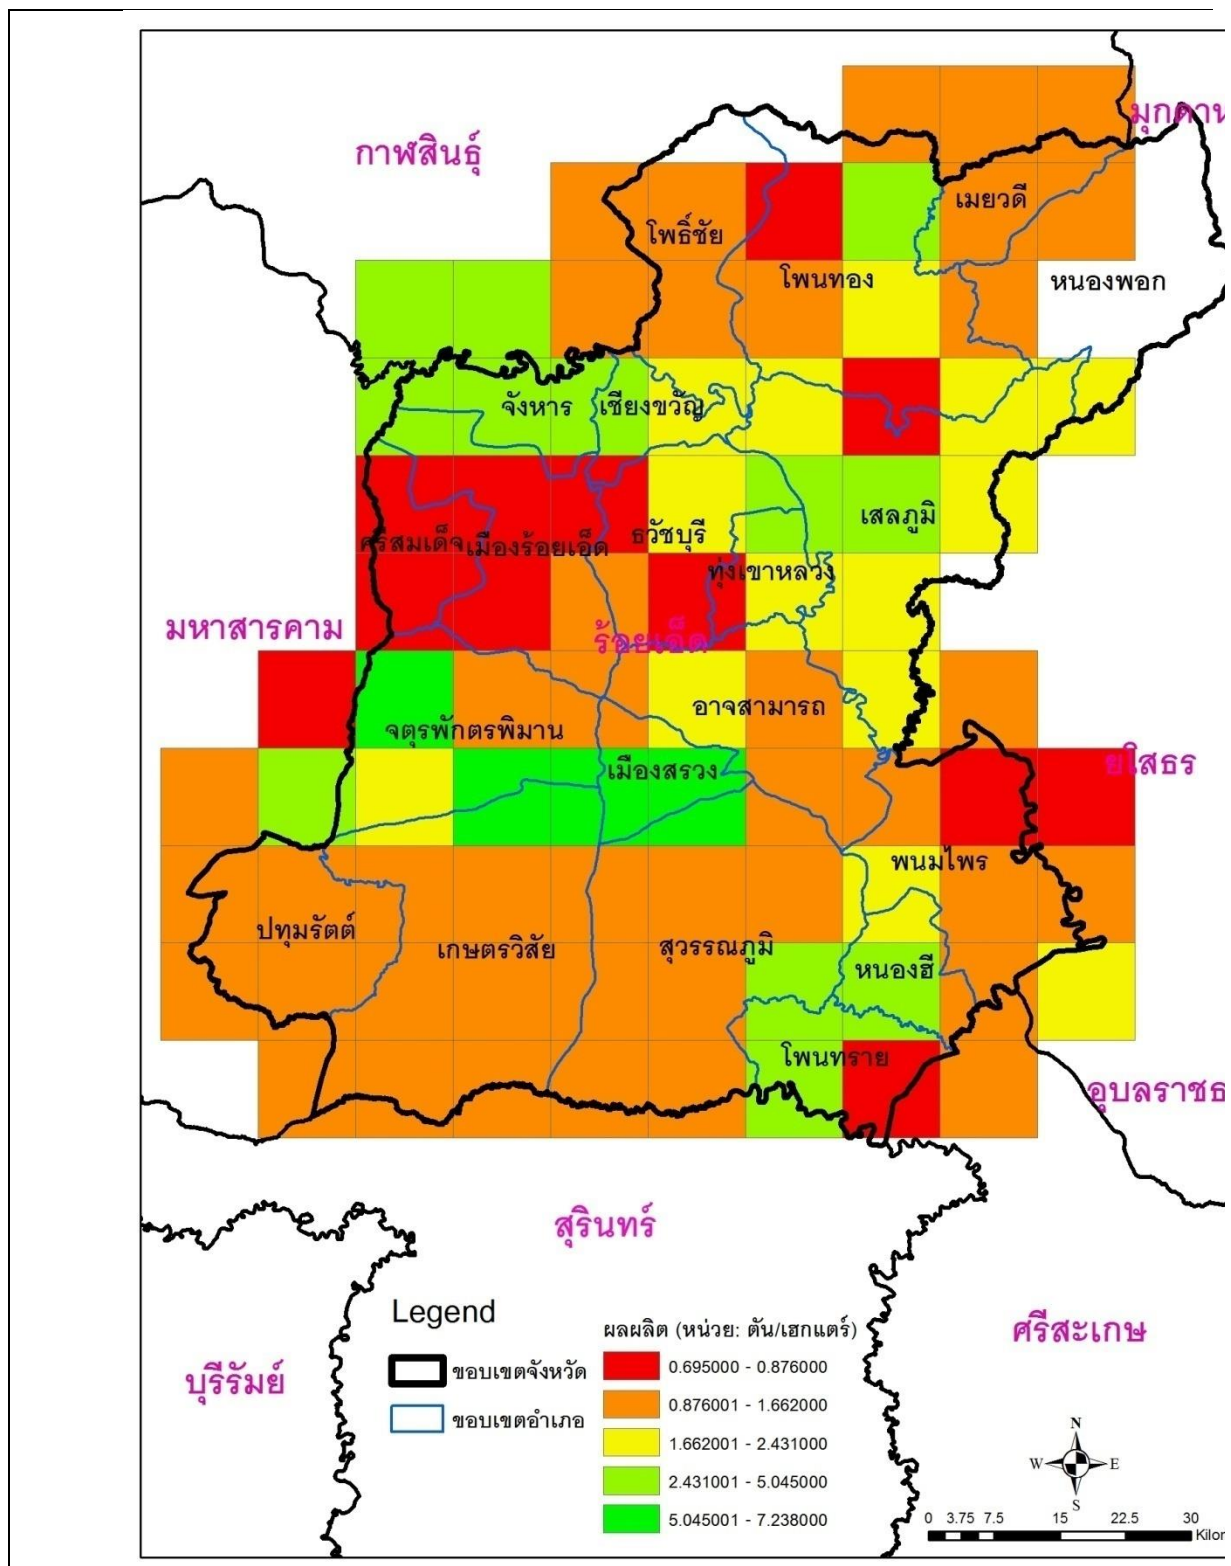 มุกดาห
กาฬสินธุ์
เมยวดี
โพธิ์ชัย
โพนทอง
หนองพอก
จังหาร
เชียงขวัญ
เสลภูมิ
ธวัชบุรี
ศรีสมเด็จ
เมืองร้อยเอ็ด
ทุ่งเขาหลวง
มหาสารคาม
ร้อยเอ็ด
อาจสามารถ
จตุรพักตรพิมาน
เมืองสรวง
ยโสธร
พนมไพร
ปทุมรัตต์
เกษตรวิสัย
สุวรรณภูมิ
หนองฮี
โพนทราย
อุบลราชธ
สุรินทร์
ศรีสะเกษ
บุรีรัมย์
Legend
ขอบเขตจังหวัด
ขอบเขตอำเภอ
ผลผลิต (หน่วย: ตัน/เฮกแตร์)
0.695000 - 0.876000
0.876001 - 1.662000
1.662001 - 2.431000
2.431001 - 5.045000
5.045001 - 7.238000
N
W E
S
0 3.75 7.5 15 22.5 30
Kilor